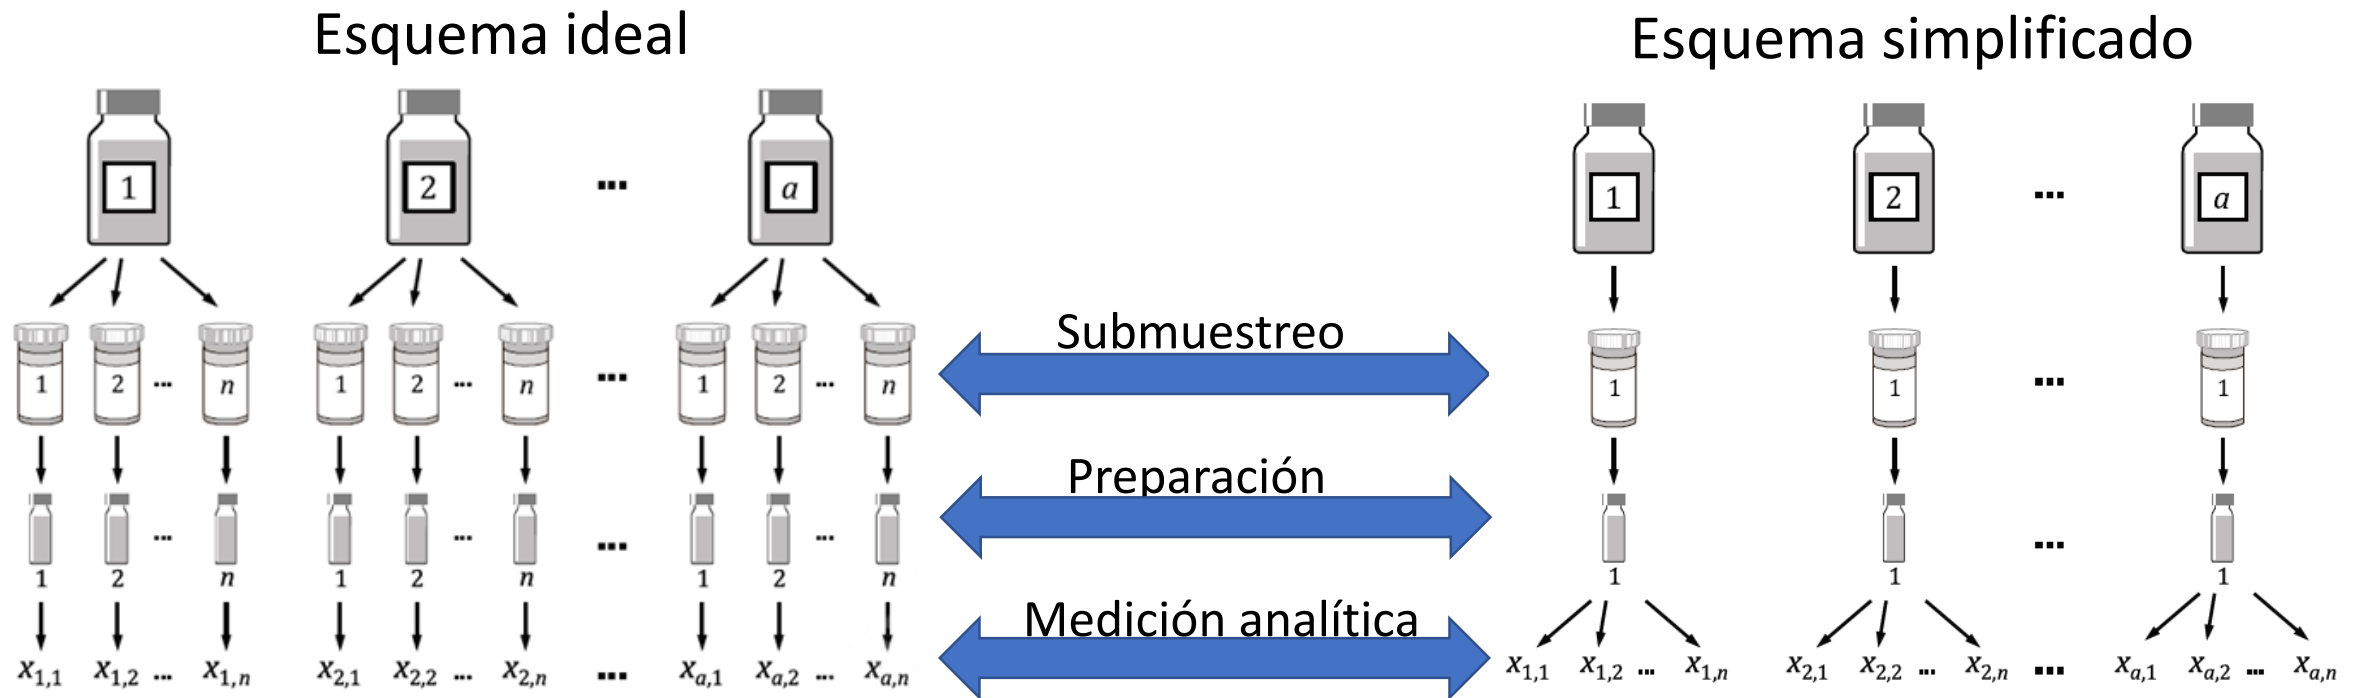 Esquema ideal
Esquema simplificado
1 2 ... a
1 2 ... a
1 2 ... n 1 2 ... n ... 1 2 ... n
Submuestreo
1 1 ... 1
Preparación
1 2 ... n 1 2 ... n ... 1 2 ... n
1 1 ... 1
Medición analítica
x1,1 x1,2 ... x1,n x2,1 x2,2 ... x2,n ... xa,1 xa,2 ... xa,n
x1,1 x1,2 ... x1,n x2,1 x2,2 ... x2,n ... xa,1 xa,2 ... xa,n